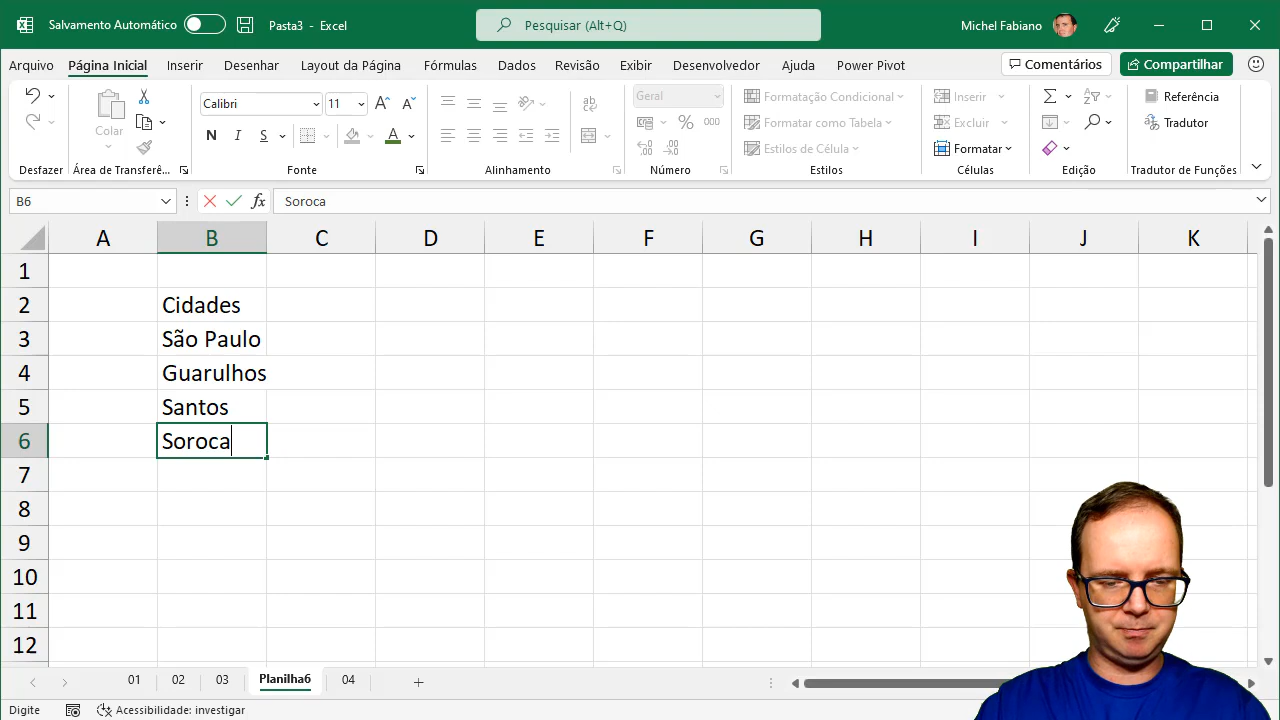 Salvamento Automático
Pasta3 - Excel
Pesquisar (Alt+Q)
Michel Fabiano
Arquivo
Página Inicial
Inserir
Desenhar
Layout da Página
Fórmulas
Dados
Revisão
Exibir
Desenvolvedor
Ajuda
Power Pivot
Comentários
Compartilhar
Colar
Calibri
11
N
I
S
A
ab
Geral
%
000
Formatação Condicional
Formatar como Tabela
Estilos de Célula
Inserir
Excluir
Formatar
Referência
Tradutor
Desfazer
Área de Transferê...
Fonte
Alinhamento
Número
Estilos
Células
Edição
Tradutor de Funções
B6
fx
Soroca
A B C D E F G H I J K
1
2 Cidades
3 São Paulo
4 Guarulhos
5 Santos
6 Soroca
7
8
9
10
11
12
01 02 03 Planilha6 04
Digite
Acessibilidade: investigar